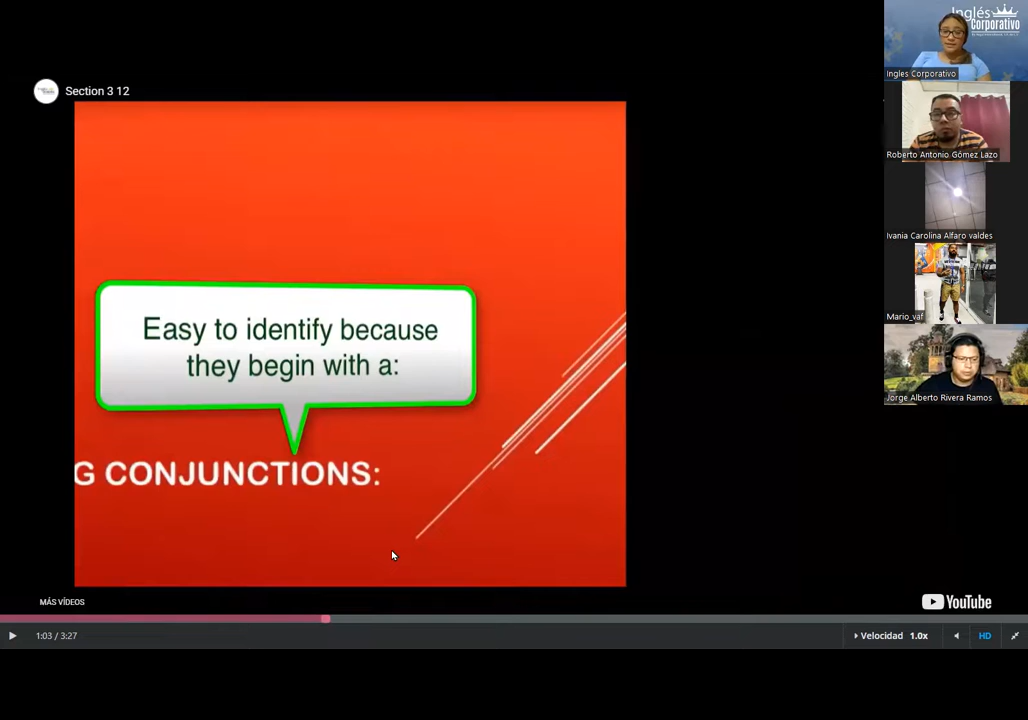 Section 3 12
Easy to identify because
they begin with a:
G CONJUNCTIONS:
MÁS VÍDEOS
YouTube
1:03 / 3:27
Velocidad 1.0x
HD
Inglés
Corporativo
Ingles Corporativo
Roberto Antonio Gómez Lazo
Ivania Carolina Alfaro valdes
Mario_vaf
Jorge Alberto Rivera Ramos